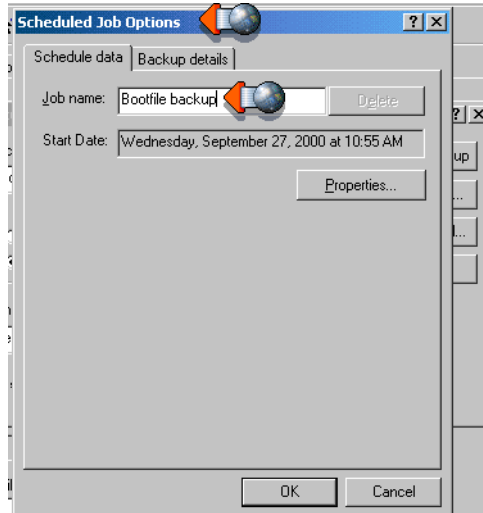 Scheduled Job Options
Schedule data Backup details
Job name: Bootfile backup Delete
Start Date: Wednesday, September 27, 2000 at 10:55 AM
up
Properties...
...
l...
OK Cancel